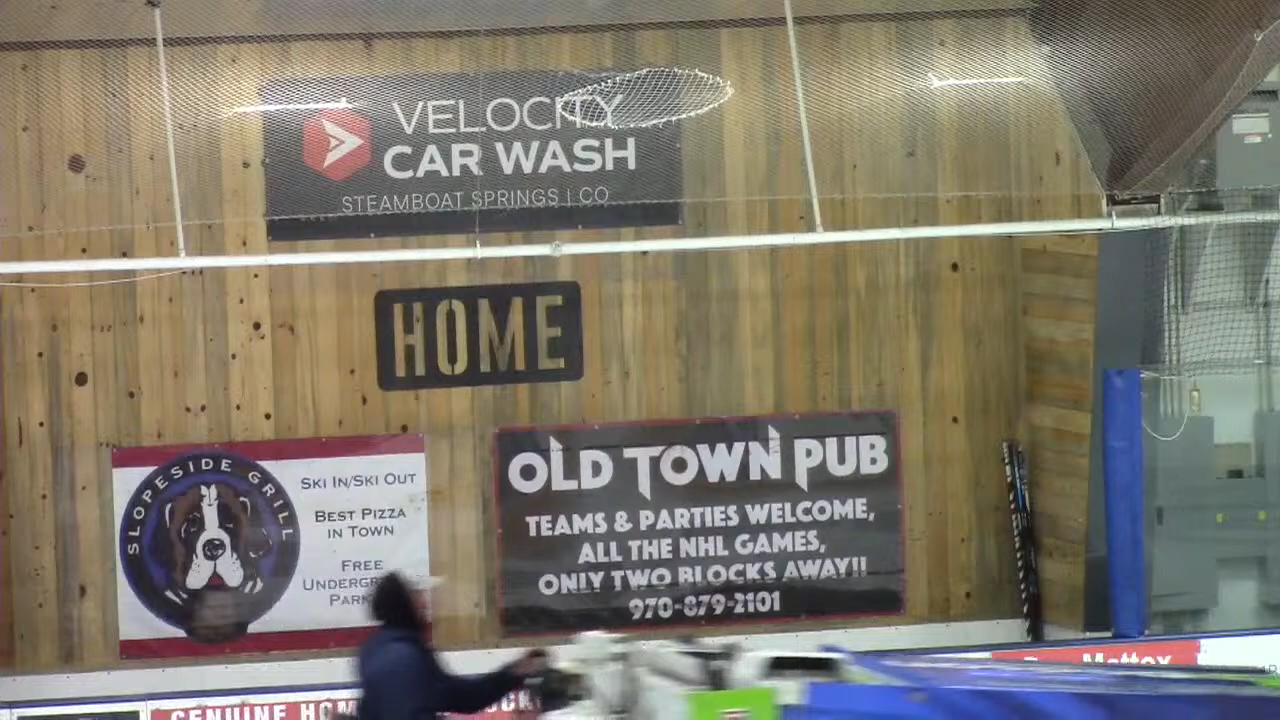 VELOCITY
CAR WASH
STEAMBOAT SPRINGS | CO
HOME
SLOPESIDE GRILL
SKI IN/SKI OUT
BEST PIZZA
IN TOWN
FREE
OLD TOWN PUB
TEAMS & PARTIES WELCOME,
ALL THE NHL GAMES,
ONLY TWO BLOCKS AWAY!!
970-879-2101
Mattox
GENUINE